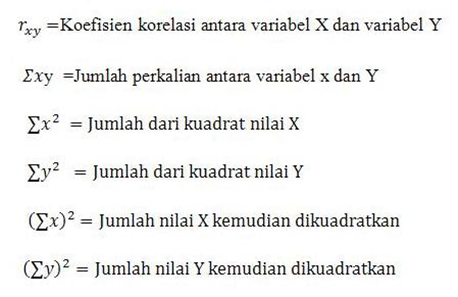 rxy =Koefisien korelasi antara variabel X dan variabel Y
Σxy =Jumlah perkalian antara variabel x dan Y
∑x² = Jumlah dari kuadrat nilai X
∑y² = Jumlah dari kuadrat nilai Y
(∑x)² = Jumlah nilai X kemudian dikuadratkan
(∑y)² = Jumlah nilai Y kemudian dikuadratkan